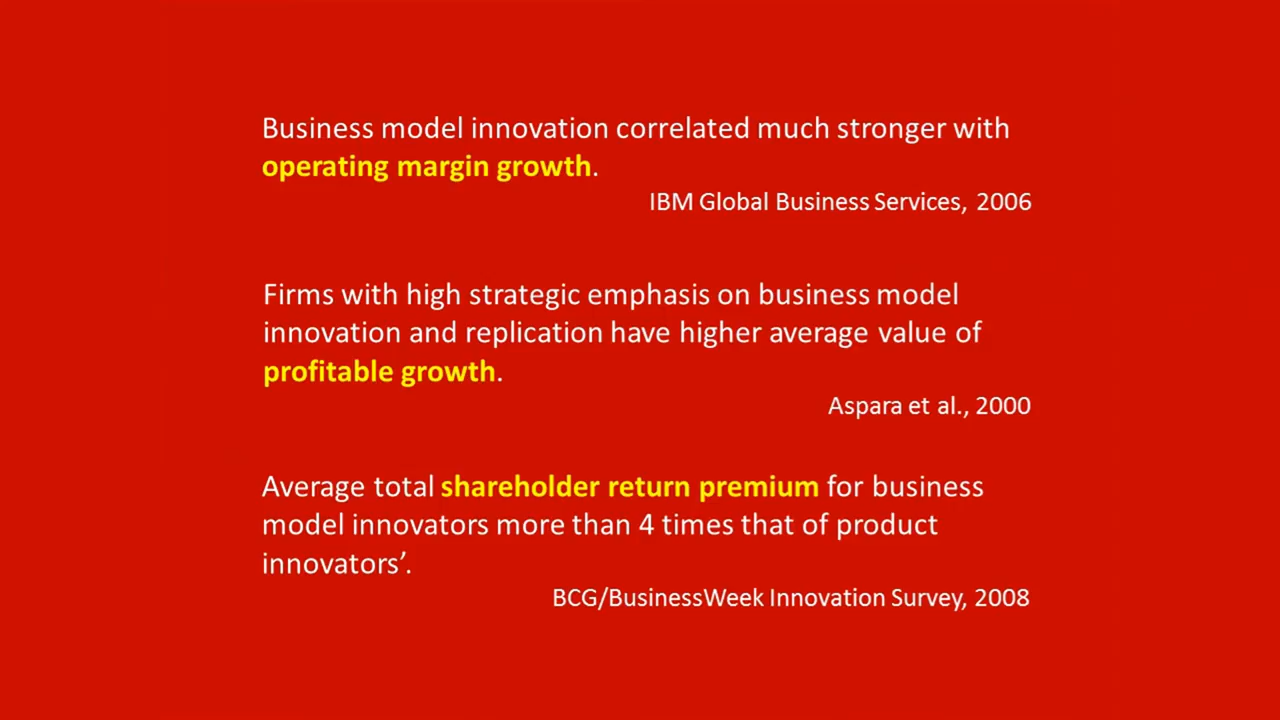 Business model innovation correlated much stronger with
operating margin growth.
IBM Global Business Services, 2006
Firms with high strategic emphasis on business model
innovation and replication have higher average value of
profitable growth.
Aspara et al., 2000
Average total shareholder return premium for business
model innovators more than 4 times that of product
innovators’.
BCG/BusinessWeek Innovation Survey, 2008